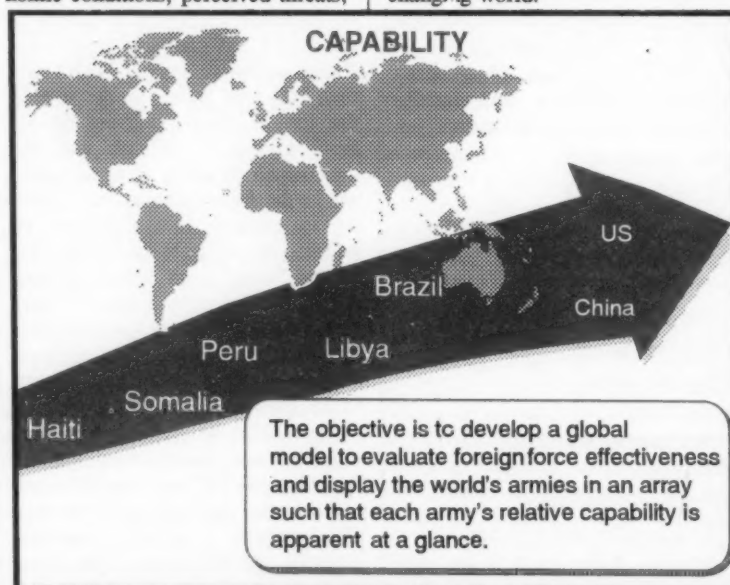 nomic conditions, perceived threats,
changing world.
CAPABILITY
US
Brazil
China
Peru
Libya
Somalia
Haiti
The objective is to develop a global
model to evaluate foreign force effectiveness
and display the world's armies in an array
such that each army's relative capability is
apparent at a glance.